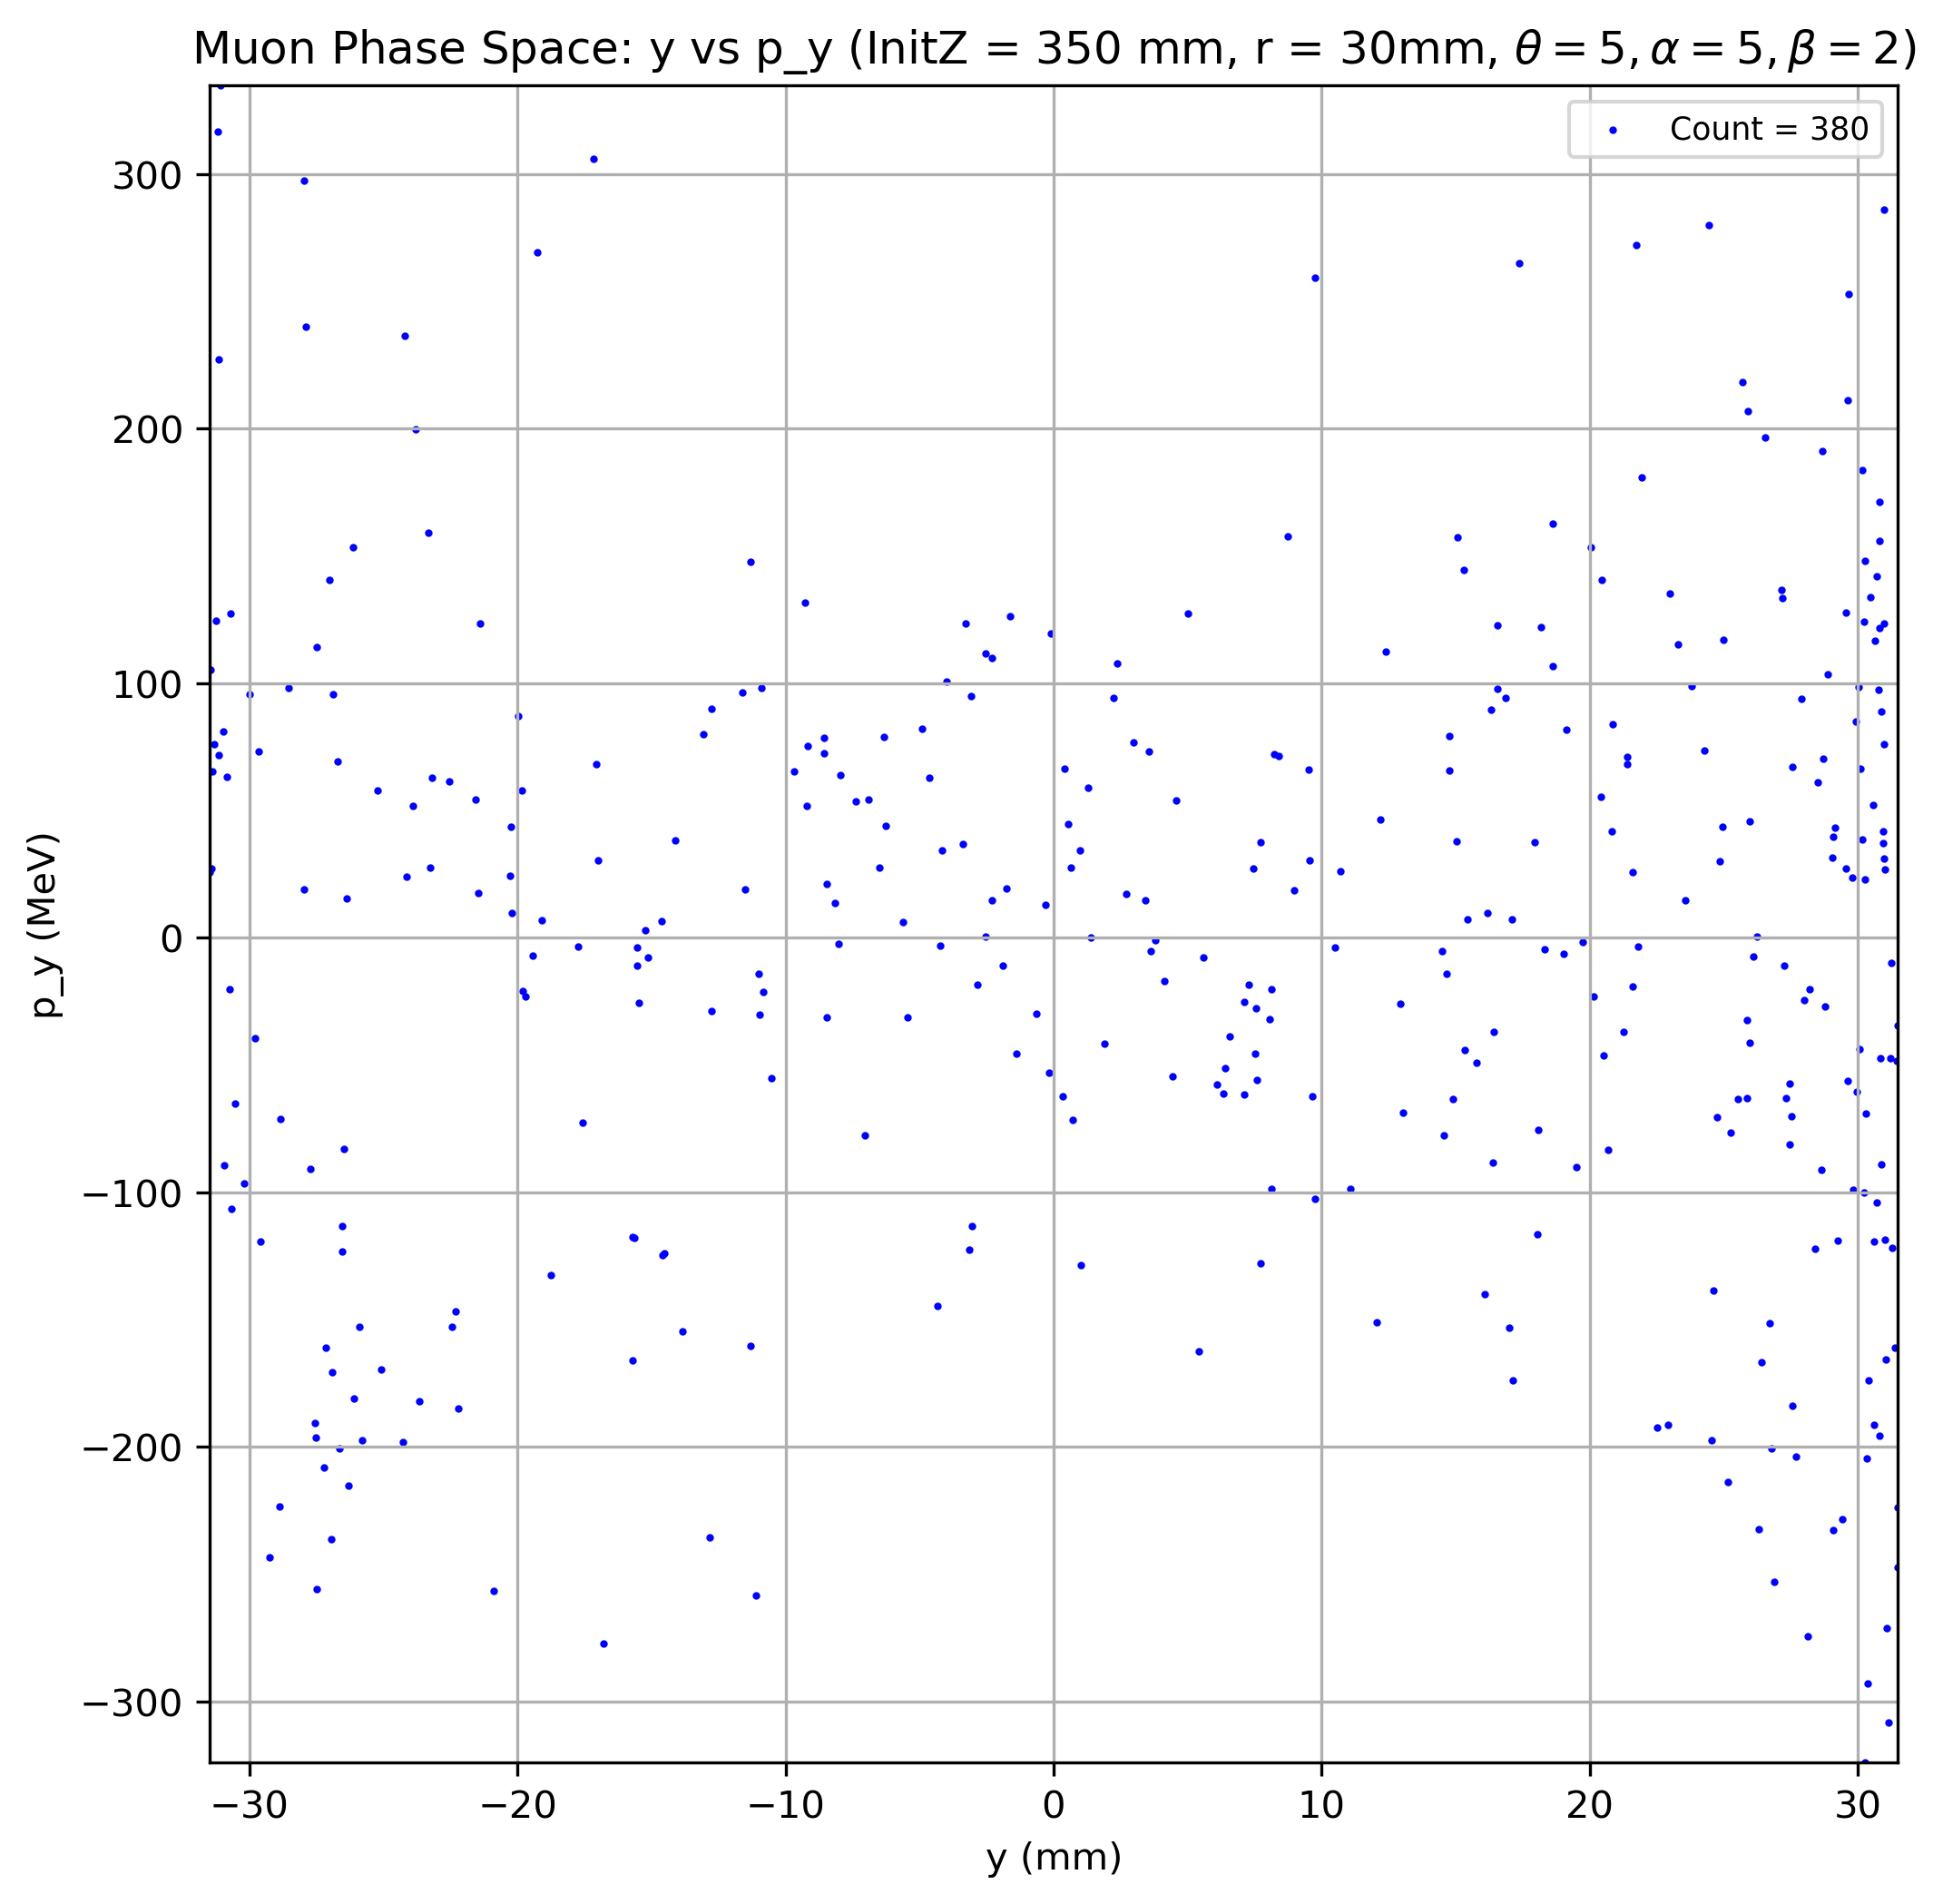 Muon Phase Space: y vs p_y (InitZ = 350 mm, r = 30mm, θ = 5, α = 5, β = 2)
Count = 380
300
200
100
0
−100
−200
−300
p_y (MeV)
−30 −20 −10 0 10 20 30
y (mm)